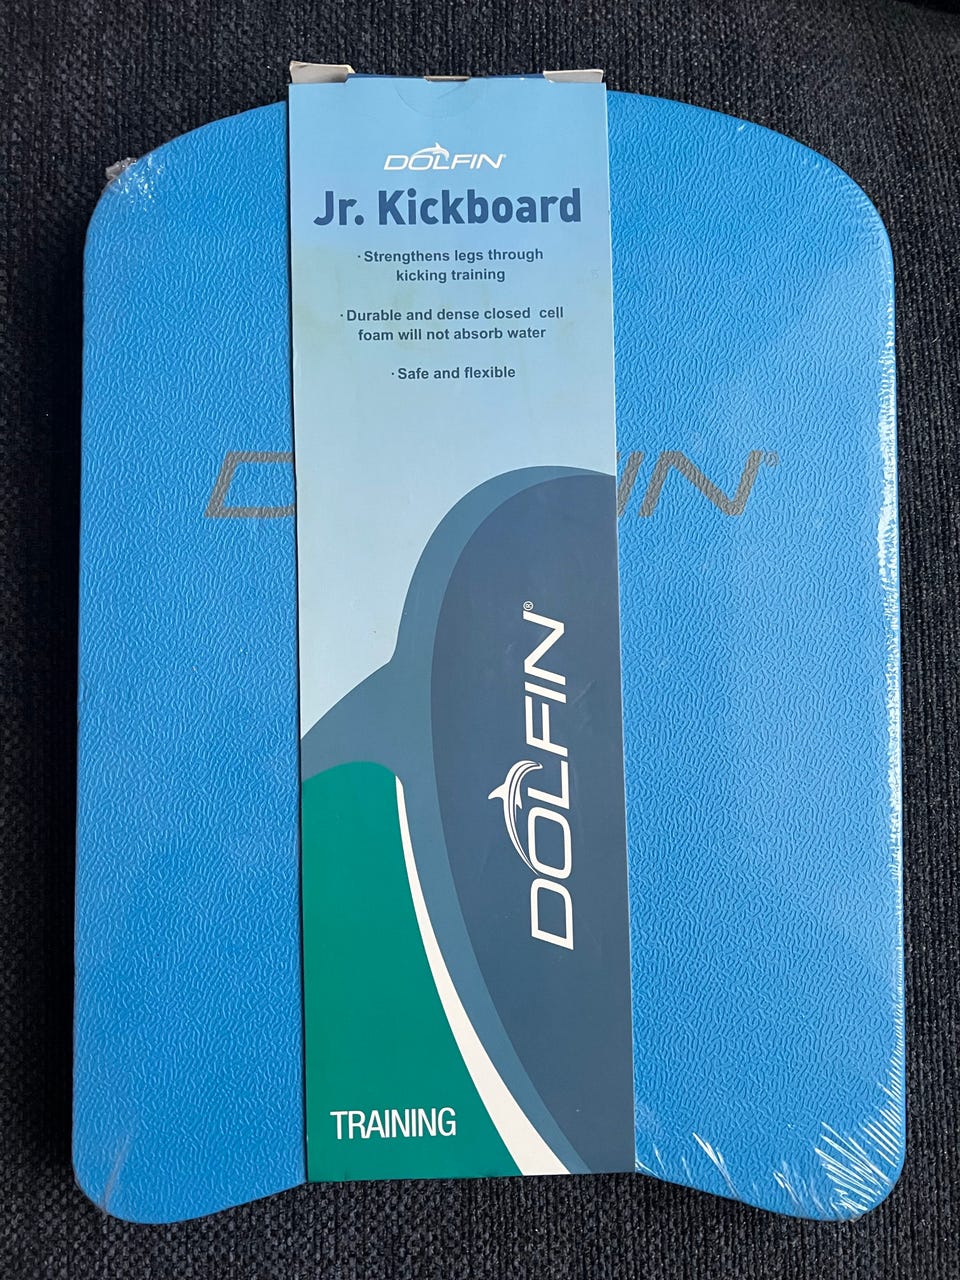 DOLFIN®
Jr. Kickboard
· Strengthens legs through
kicking training
· Durable and dense closed  cell
foam will not absorb water
· Safe and flexible
D IN®
DOLFIN®
TRAINING